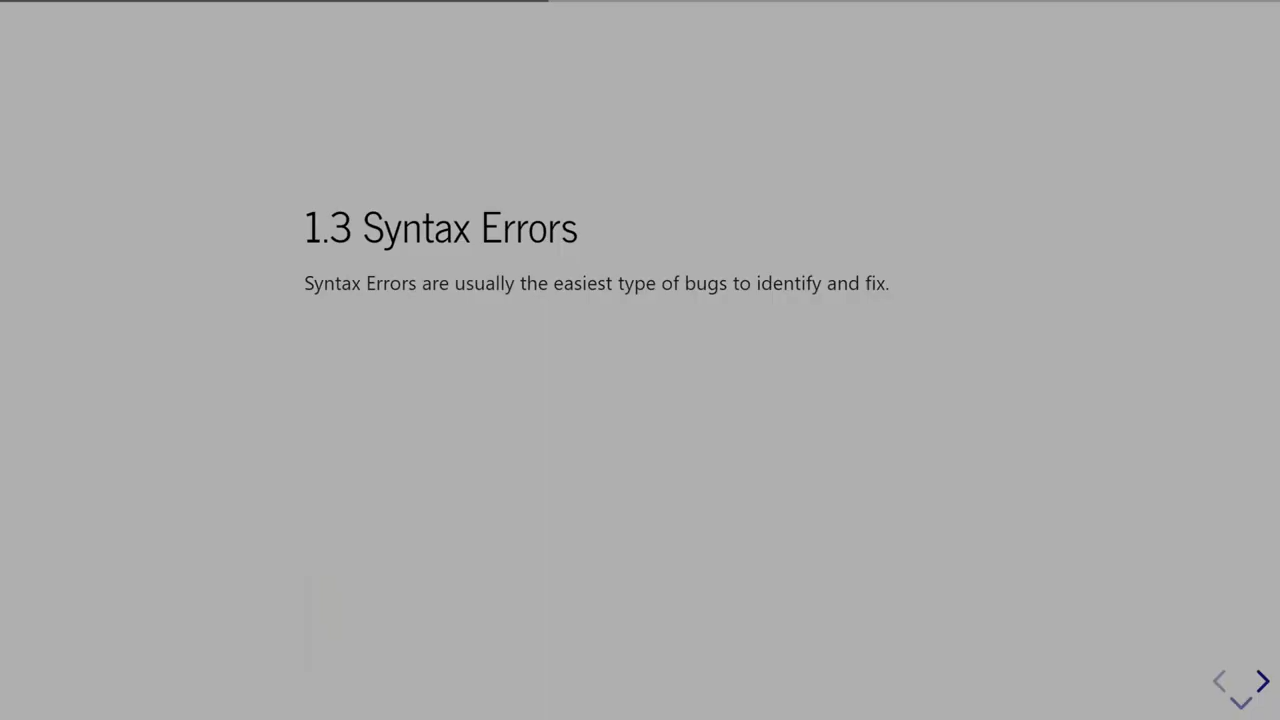 1.3 Syntax Errors
Syntax Errors are usually the easiest type of bugs to identify and fix.